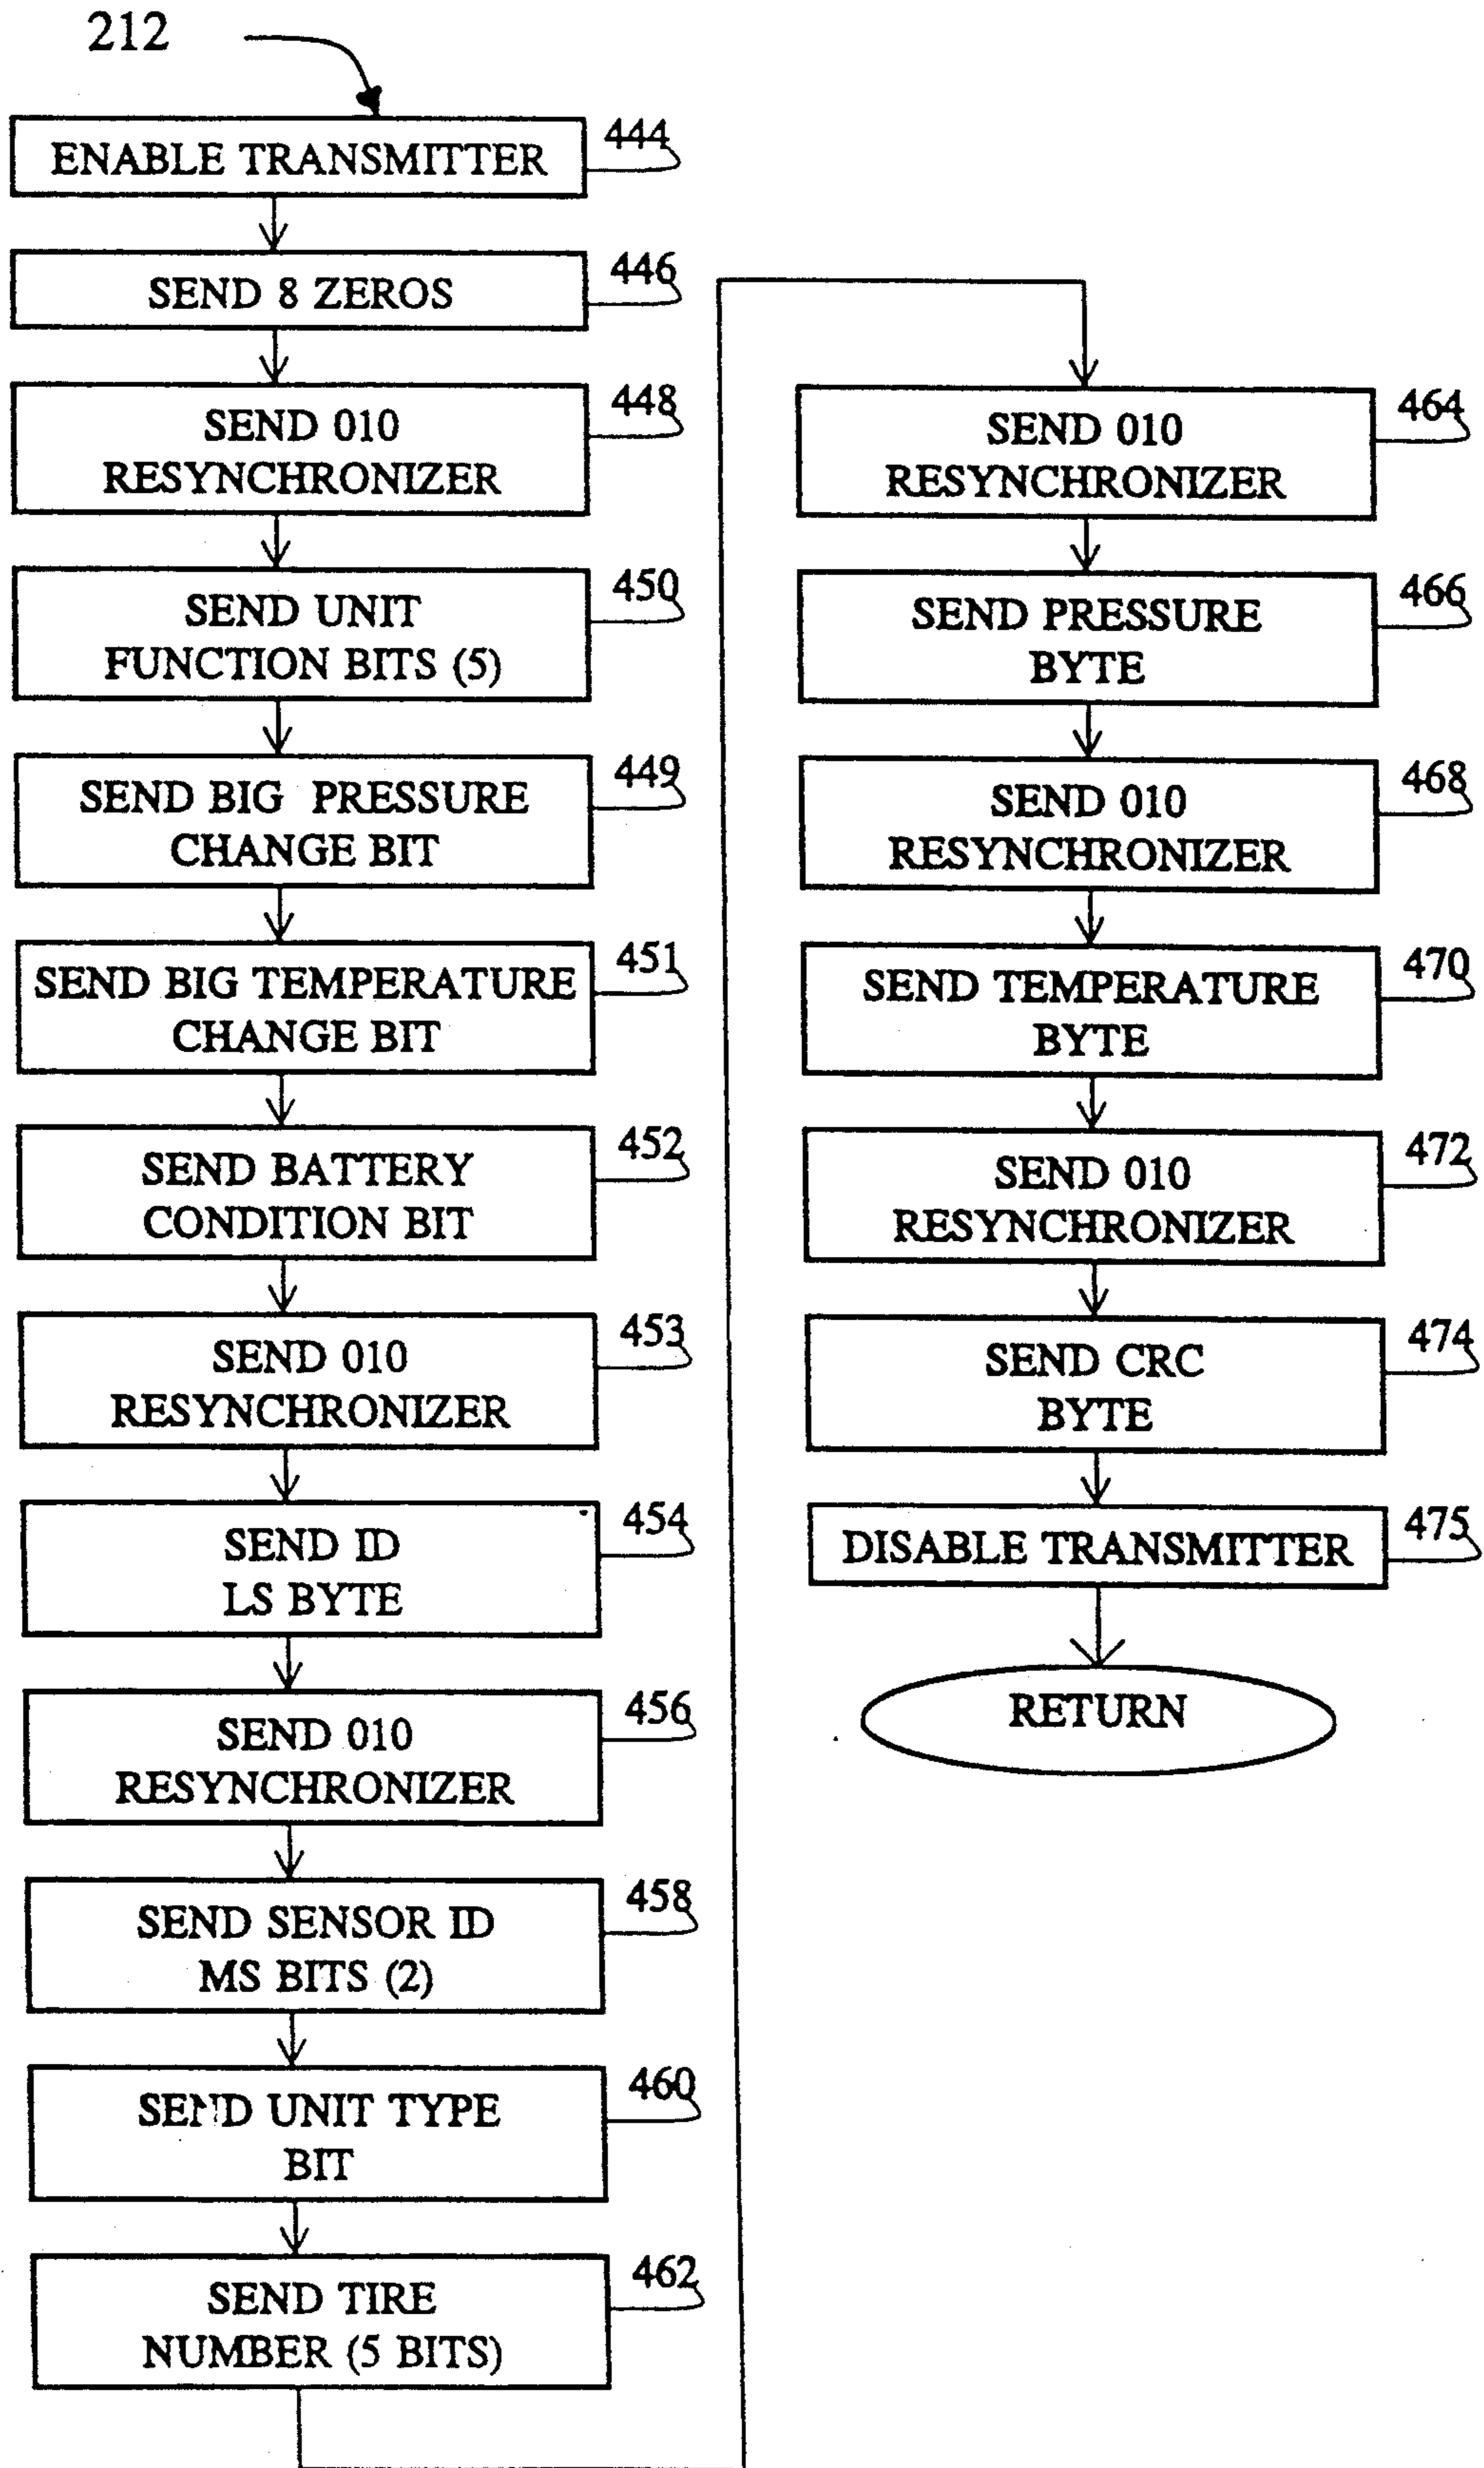 212
ENABLE TRANSMITTER
444
SEND 8 ZEROS
446
SEND 010
RESYNCHRONIZER
448
SEND UNIT
FUNCTION BITS (5)
450
SEND BIG PRESSURE
CHANGE BIT
449
SEND BIG TEMPERATURE
CHANGE BIT
451
SEND BATTERY
CONDITION BIT
452
SEND 010
RESYNCHRONIZER
453
SEND ID
LS BYTE
454
SEND 010
RESYNCHRONIZER
456
SEND SENSOR ID
MS BITS (2)
458
SEND UNIT TYPE
BIT
460
SEND TIRE
NUMBER (5 BITS)
462
SEND 010
RESYNCHRONIZER
464
SEND PRESSURE
BYTE
466
SEND 010
RESYNCHRONIZER
468
SEND TEMPERATURE
BYTE
470
SEND 010
RESYNCHRONIZER
472
SEND CRC
BYTE
474
DISABLE TRANSMITTER
475
RETURN